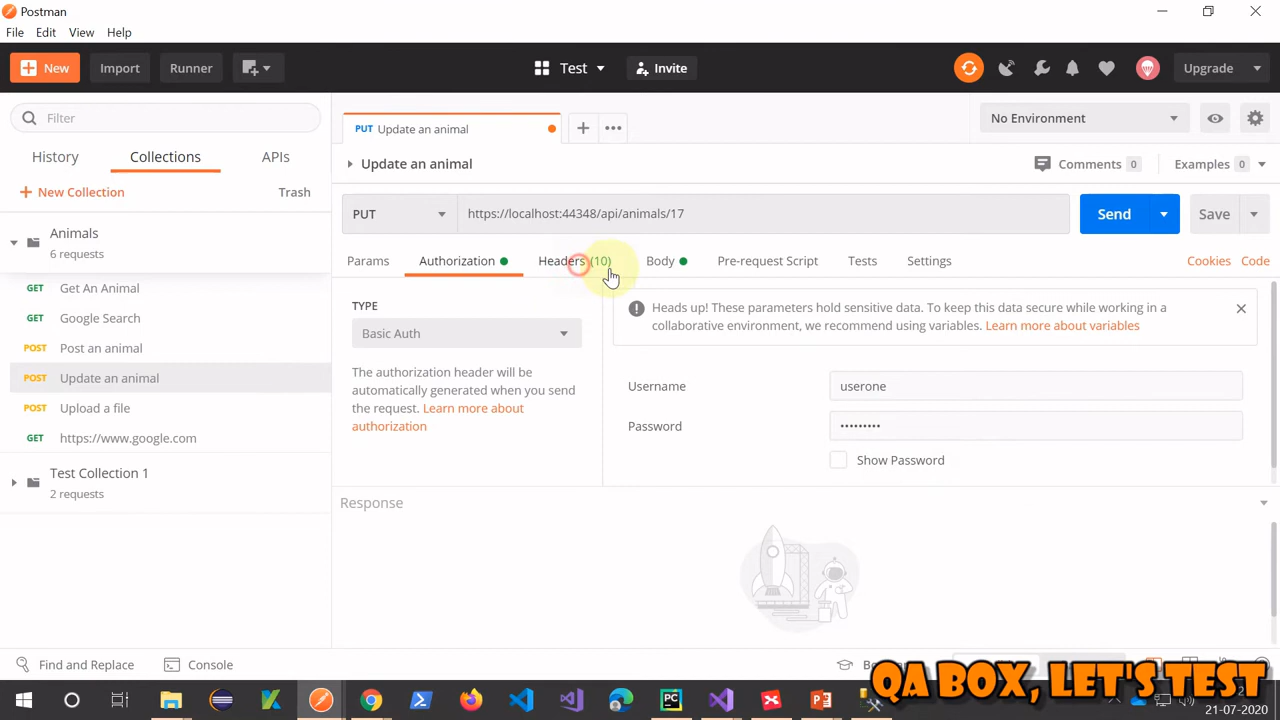 Postman
File Edit View Help
New Import Runner Test Invite Upgrade
Filter
History Collections APIs
New Collection Trash
Animals
6 requests
GET Get An Animal
GET Google Search
POST Post an animal
POST Update an animal
POST Upload a file
GET https://www.google.com
Test Collection 1
2 requests
PUT Update an animal
No Environment
Update an animal
Comments 0 Examples 0
PUT https://localhost:44348/api/animals/17 Send Save
Params Authorization Headers (10) Body Pre-request Script Tests Settings Cookies Code
TYPE
Basic Auth
The authorization header will be
automatically generated when you send
the request. Learn more about
authorization
Heads up! These parameters hold sensitive data. To keep this data secure while working in a
collaborative environment, we recommend using variables. Learn more about variables
Username userone
Password •••••••••
Show Password
Response
Find and Replace Console
QA BOX, LET'S TEST
21-07-2020